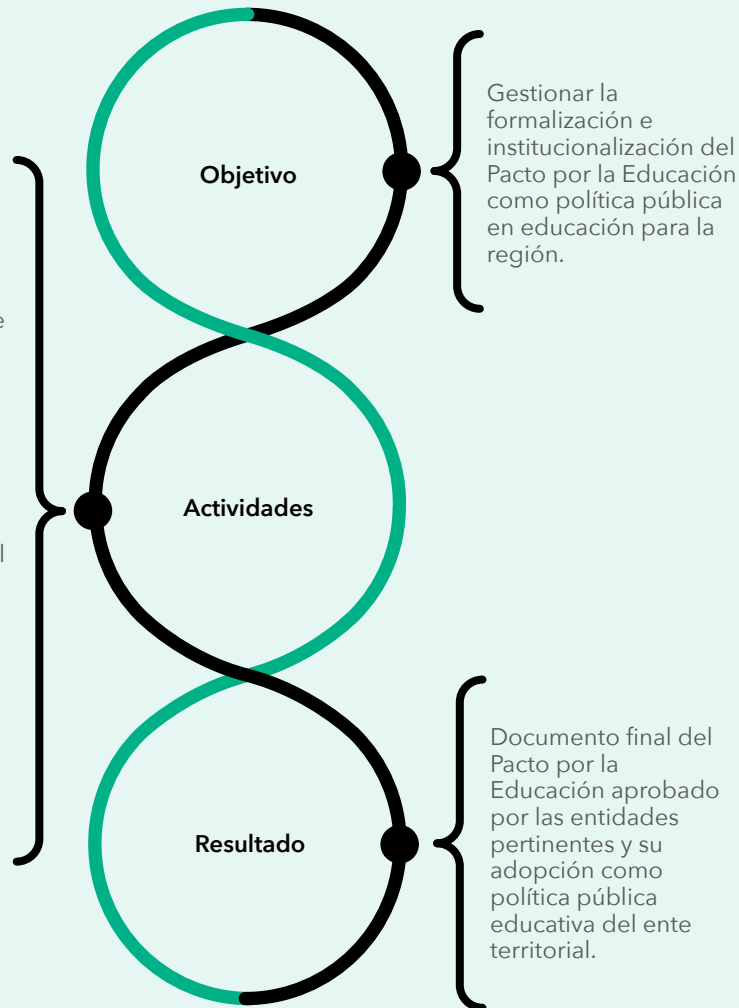 Objetivo
Gestionar la
formalización e
institucionalización del
Pacto por la Educación
como política pública
en educación para la
región.
Actividades
Resultado
Documento final del
Pacto por la
Educación aprobado
por las entidades
pertinentes y su
adopción como
política pública
educativa del ente
territorial.